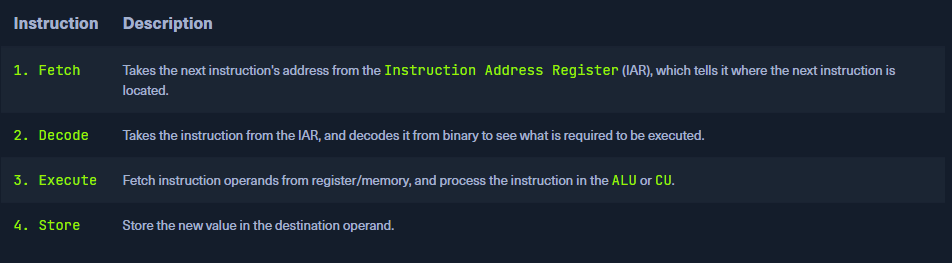 Instruction Description
1. Fetch Takes the next instruction's address from the Instruction Address Register (IAR), which tells it where the next instruction is
located.
2. Decode Takes the instruction from the IAR, and decodes it from binary to see what is required to be executed.
3. Execute Fetch instruction operands from register/memory, and process the instruction in the ALU or CU.
4. Store Store the new value in the destination operand.